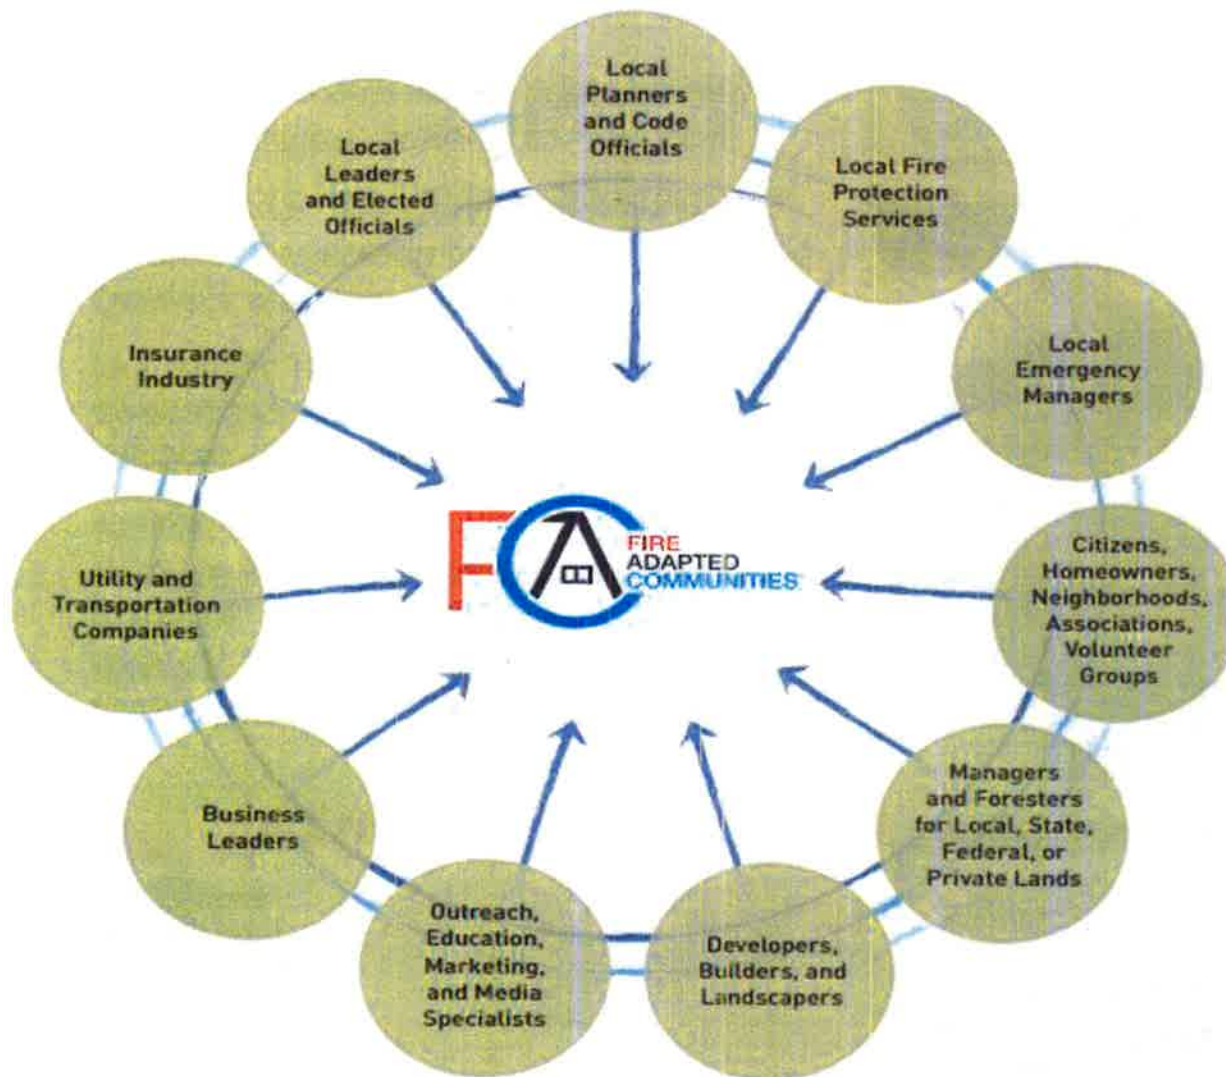 Local
Planners
and Code
Officials
Local Fire
Protection
Services
Local
Emergency
Managers
Citizens,
Homeowners,
Neighborhoods,
Associations,
Volunteer
Groups
Managers
and Foresters
for Local, State,
Federal, or
Private Lands
Developers,
Builders, and
Landscapers
Outreach,
Education,
Marketing,
and Media
Specialists
Business
Leaders
Utility and
Transportation
Companies
Insurance
Industry
Local
Leaders
and Elected
Officials
FAC
FIRE
ADAPTED
COMMUNITIES